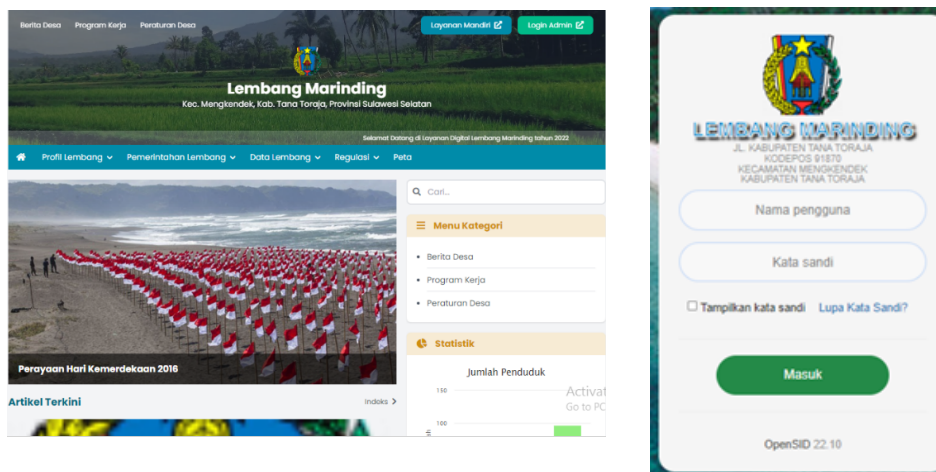 Berita Desa Program Kerja Peraturan Desa
Layanan Mandiri Login Admin
Lembang Marinding
Kec. Mengkendek, Kab. Tana Toraja, Provinsi Sulawesi Selatan
Selamat Datang di Layanan Digital Lembang Marinding tahun 2022
Profil Lembang Pemerintahan Lembang Data Lembang Regulasi Peta
Cari...
Menu Kategori
• Berita Desa
• Program Kerja
• Peraturan Desa
Statistik
Jumlah Penduduk
150
100
Activat
Go to PC
Perayaan Hari Kemerdekaan 2016
Artikel Terkini
Indeks
LEMBANG MARINDING
JL. KABUPATEN TANA TORAJA
KODEPOS 91870
KECAMATAN MENGKENDEK
KABUPATEN TANA TORAJA
Nama pengguna
Kata sandi
Tampilkan kata sandi Lupa Kata Sandi?
Masuk
OpenSID 22.10